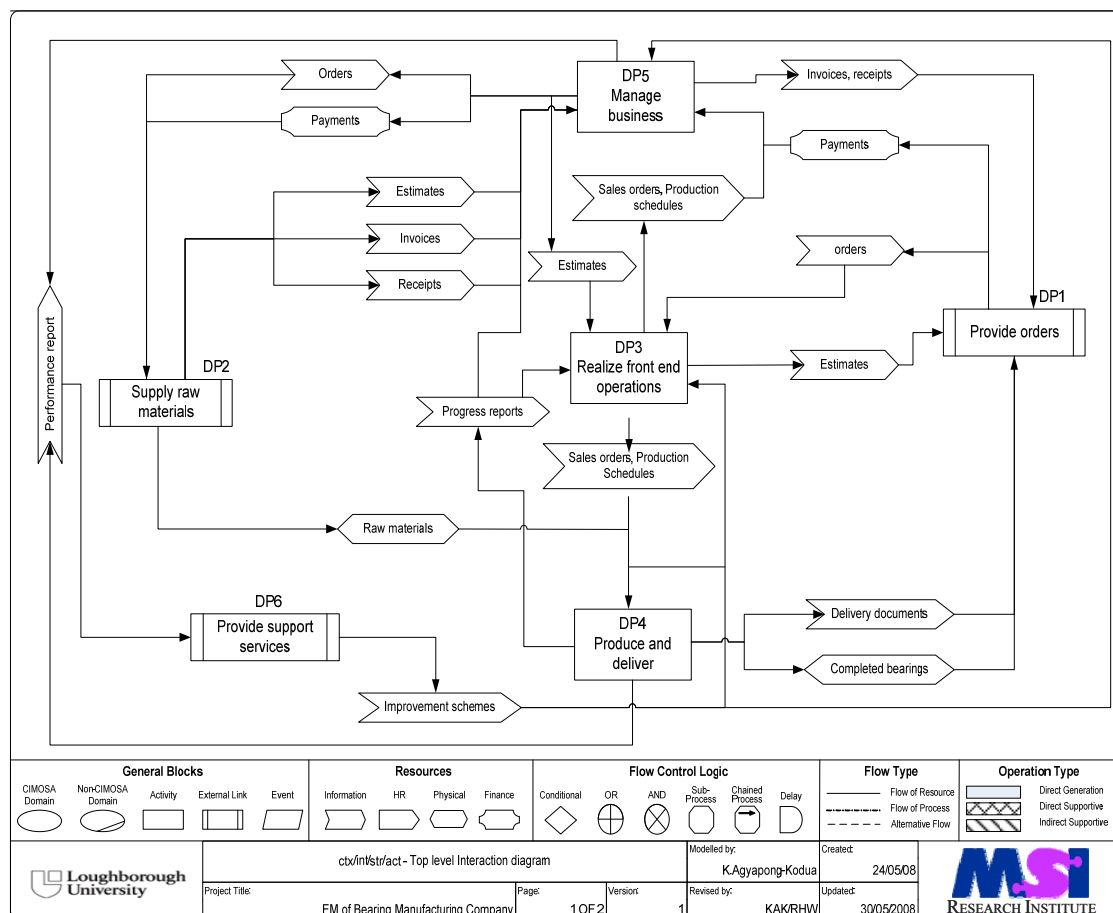 DP5
Manage
business
Orders
Payments
Invoices, receipts
Payments
Estimates
Sales orders, Production
schedules
Invoices
orders
Estimates
Receipts
DP1
Provide orders
Performance report
DP3
Realize front end
operations
Estimates
DP2
Supply raw
materials
Progress reports
Sales orders, Production
Schedules
Raw materials
DP6
Provide support
services
DP4
Produce and
deliver
Delivery documents
Completed bearings
Improvement schemes
General Blocks
CIMOSA
Domain
Non-CIMOSA
Domain
Activity
External Link
Event
Resources
Information
HR
Physical
Finance
Flow Control Logic
Conditional
OR
AND
Sub-
Process
Chained
Process
Delay
Flow Type
Flow of Resource
Flow of Process
Alternative Flow
Operation Type
Direct Generation
Direct Supportive
Indirect Supportive
Loughborough
University
ctx/int/str/act - Top level Interaction diagram
Modelled by:
K.Agyapong-Kodua
Created:
24/05/08
Project Title:
EM of Bearing Manufacturing Company
Page:
1 OF 2
Version:
1
Revised by:
KAK/RHW
Updated:
30/05/2008
MSI
RESEARCH INSTITUTE